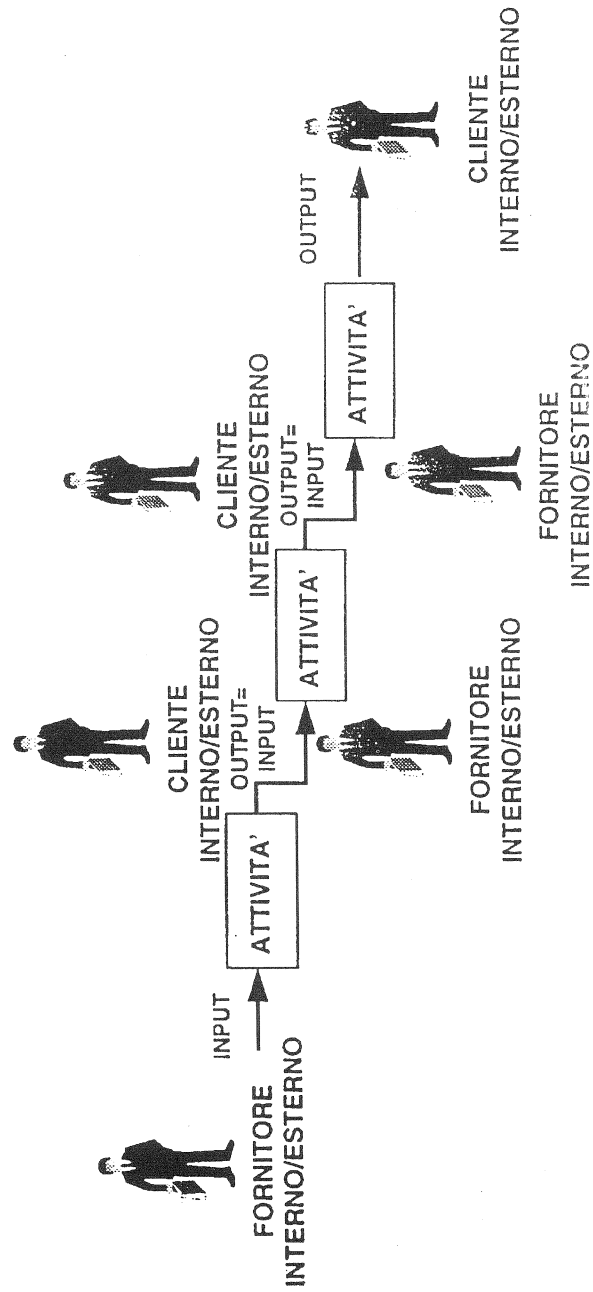 FORNITORE
INTERNO/ESTERNO
INPUT
ATTIVITA'
CLIENTE
INTERNO/ESTERNO
OUTPUT=
INPUT
FORNITORE
INTERNO/ESTERNO
ATTIVITA'
CLIENTE
INTERNO/ESTERNO
OUTPUT=
INPUT
FORNITORE
INTERNO/ESTERNO
ATTIVITA'
OUTPUT
CLIENTE
INTERNO/ESTERNO